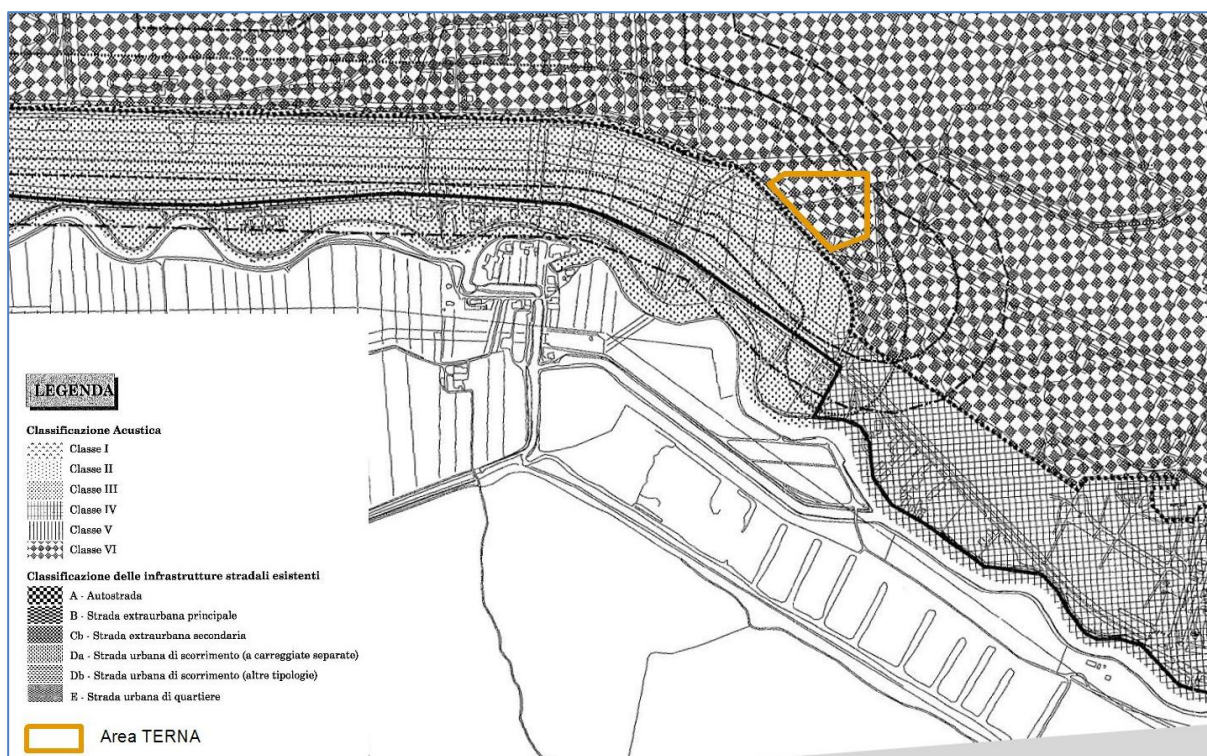 LEGENDA
Classificazione Acustica
Classe I
Classe II
Classe III
Classe IV
Classe V
Classe VI
Classificazione delle infrastrutture stradali esistenti
A - Autostrada
B - Strada extraurbana principale
Cb - Strada extraurbana secondaria
Da - Strada urbana di scorrimento (a carreggiate separate)
Db - Strada urbana di scorrimento (altre tipologie)
E - Strada urbana di quartiere
Area TERNA